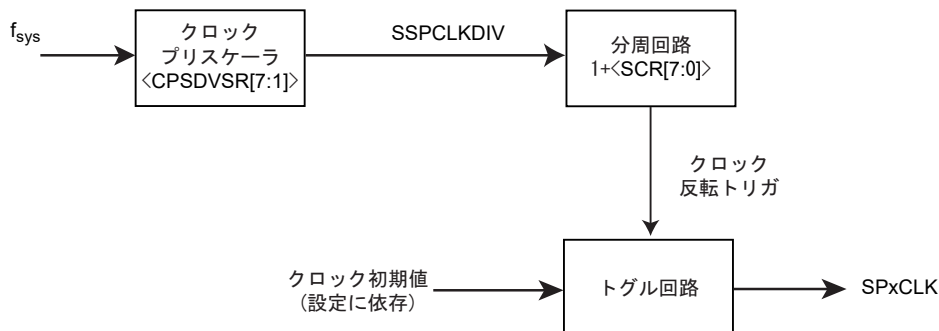 fsys
クロック
プリスケーラ
<CPSDVSR[7:1]>
SSPCLKDIV
分周回路
1+<SCR[7:0]>
クロック
反転トリガ
クロック初期値
(設定に依存)
トグル回路
SPxCLK